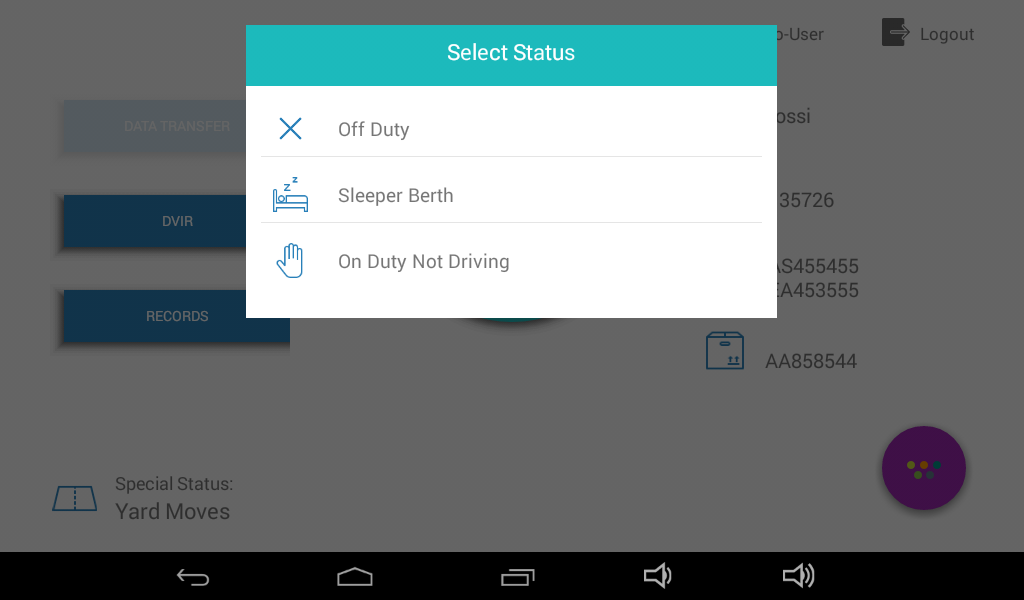 Select Status
o-User
Logout
DATA TRANSFER
Off Duty
ossi
Sleeper Berth
35726
DVIR
On Duty Not Driving
AS455455
EA453555
RECORDS
AA858544
Special Status:
Yard Moves